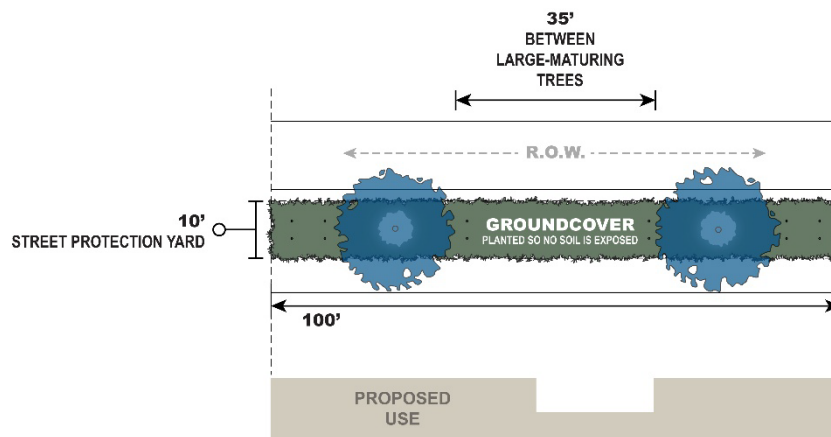 35’
BETWEEN
LARGE-MATURING
TREES
R.O.W.
10’
STREET PROTECTION YARD
GROUNDCOVER
PLANTED SO NO SOIL IS EXPOSED
100’
PROPOSED
USE